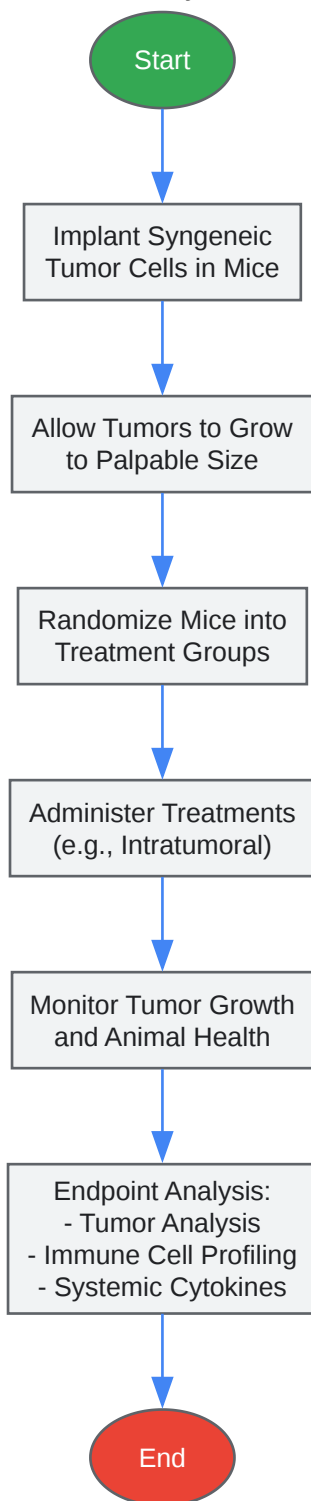 Start
Implant Syngeneic
Tumor Cells in Mice
Allow Tumors to Grow
to Palpable Size
Randomize Mice into
Treatment Groups
Administer Treatments
(e.g., Intratumoral)
Monitor Tumor Growth
and Animal Health
Endpoint Analysis:
- Tumor Analysis
- Immune Cell Profiling
- Systemic Cytokines
End